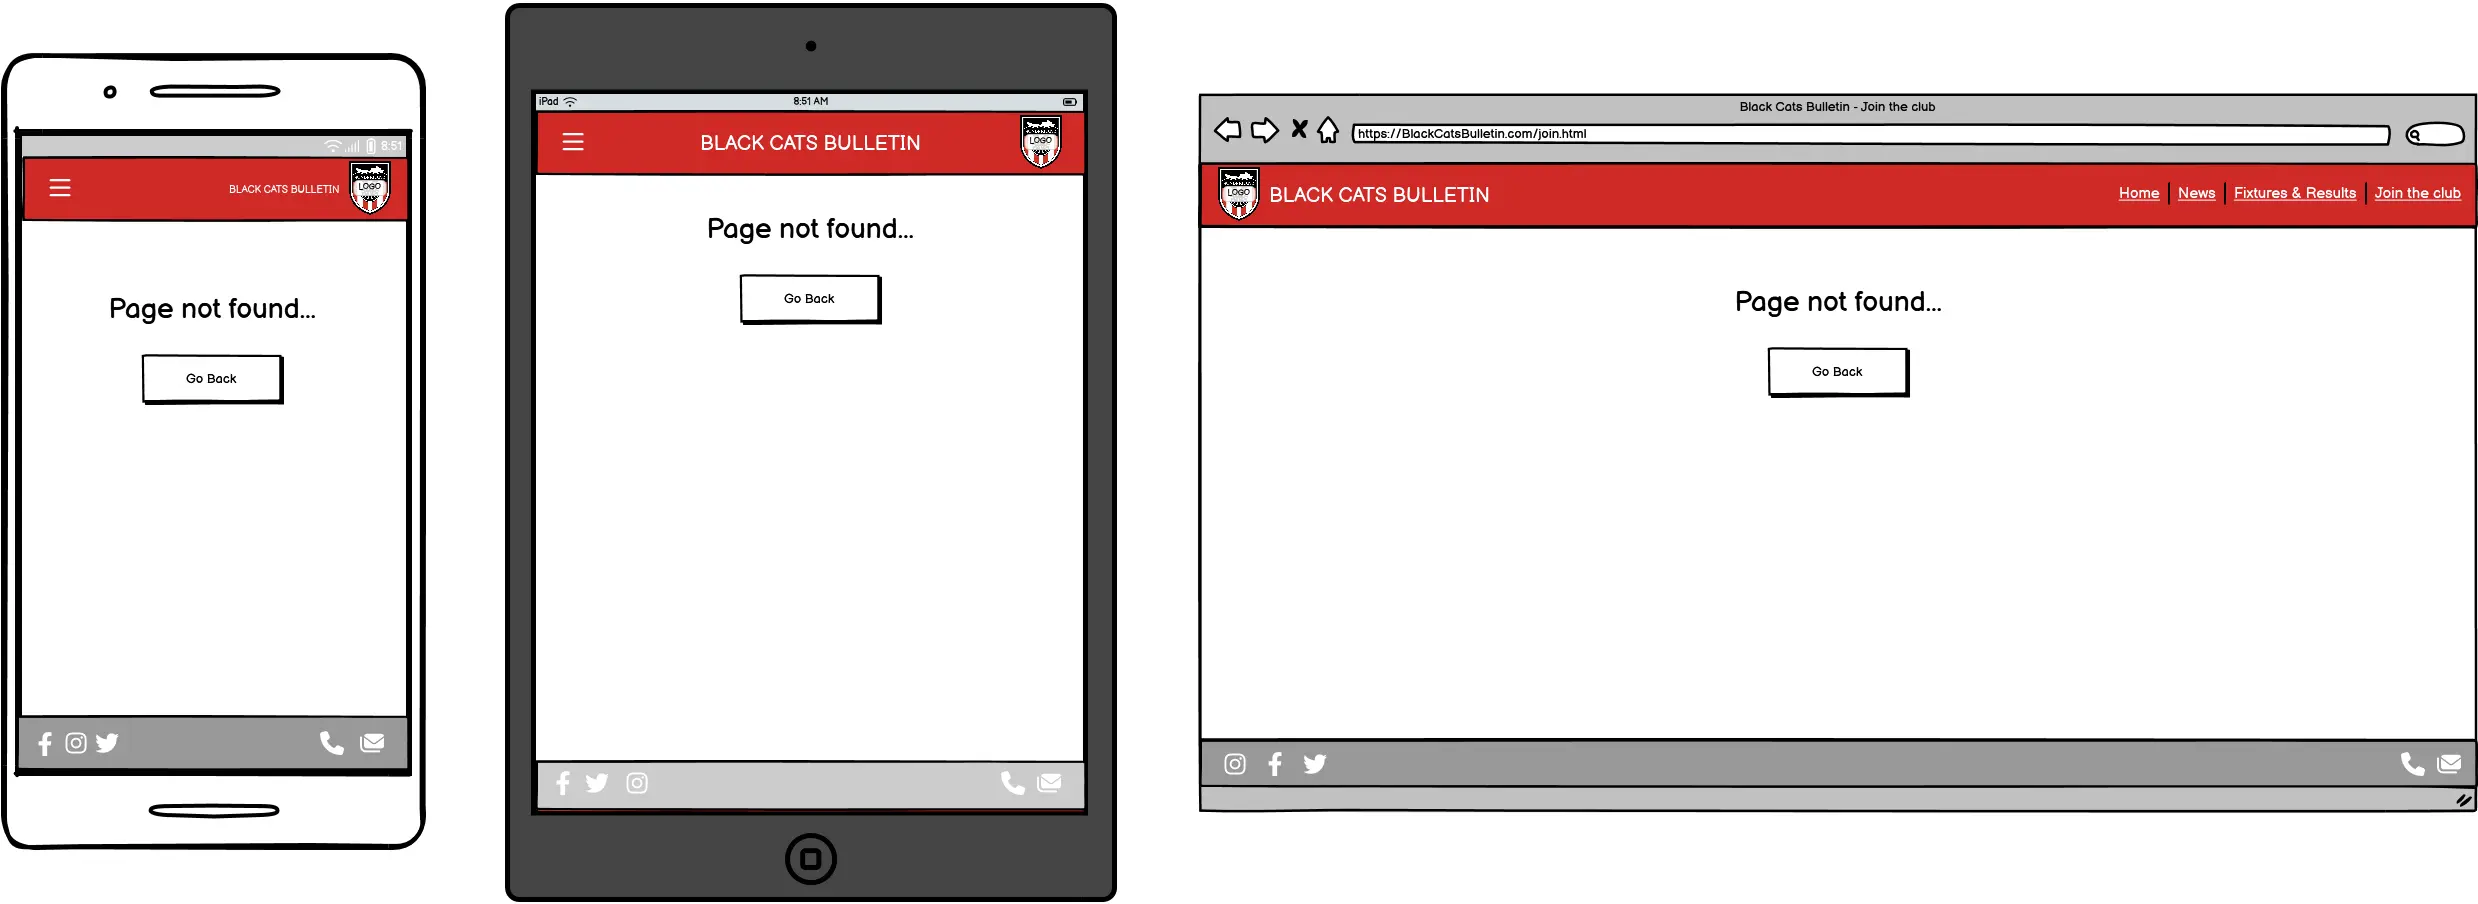 8:51
BLACK CATS BULLETIN
LOGO
Page not found...
Go Back
iPad
8:51 AM
BLACK CATS BULLETIN
LOGO
Page not found...
Go Back
Black Cats Bulletin - Join the club
https://BlackCatsBulletin.com/join.html
LOGO
BLACK CATS BULLETIN
Home | News | Fixtures & Results | Join the club
Page not found...
Go Back